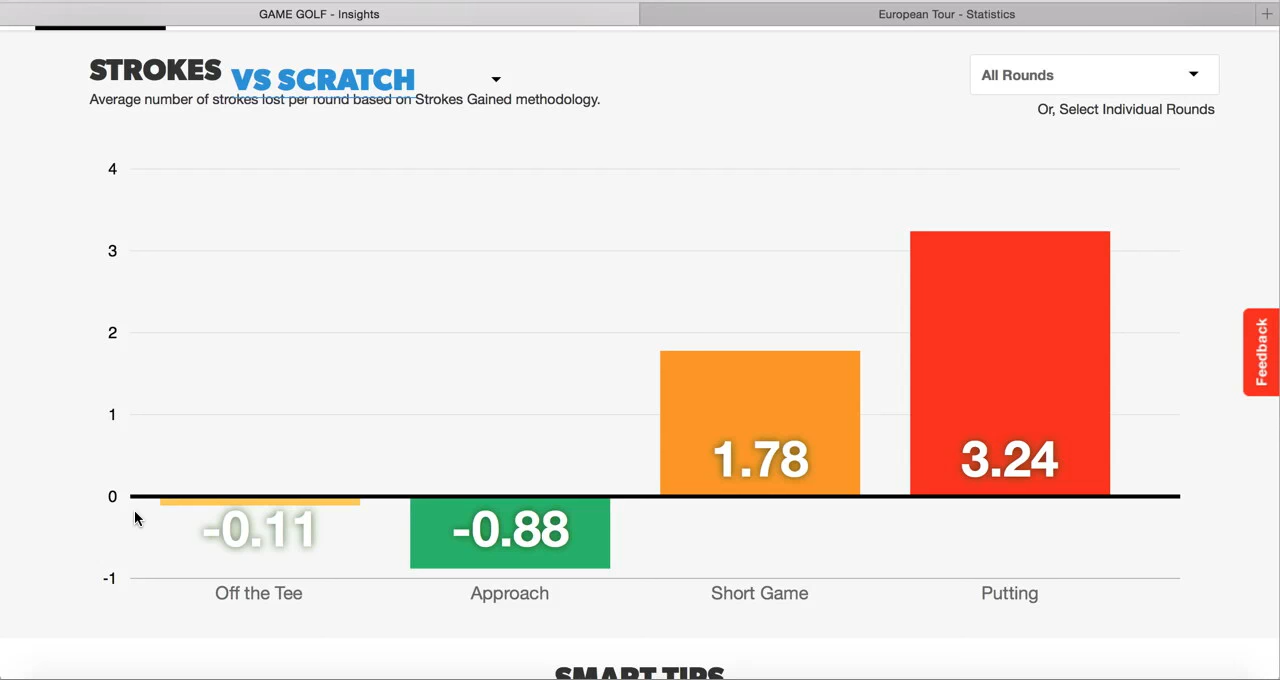 GAME GOLF - Insights
European Tour - Statistics
+
STROKES VS SCRATCH
Average number of strokes lost per round based on Strokes Gained methodology.
All Rounds
Or, Select Individual Rounds
4
3
2
1
0
-1
-0.11
-0.88
1.78
3.24
Off the Tee
Approach
Short Game
Putting
Feedback
SMART TIPS